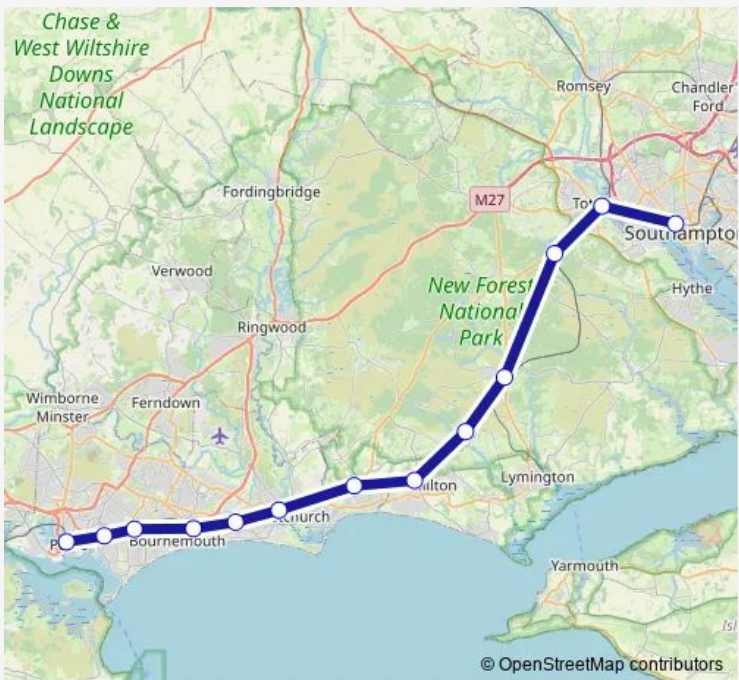 Chase &
West Wiltshire
Downs
National
Landscape
Romsey
Chandler
Ford
Fordingbridge
M27
Southampto
Verwood
New Forest
National
Park
Hythe
Ringwood
Wimborne
Minster
Ferndown
Lymington
Bournemouth
Yarmouth
© OpenStreetMap contributors